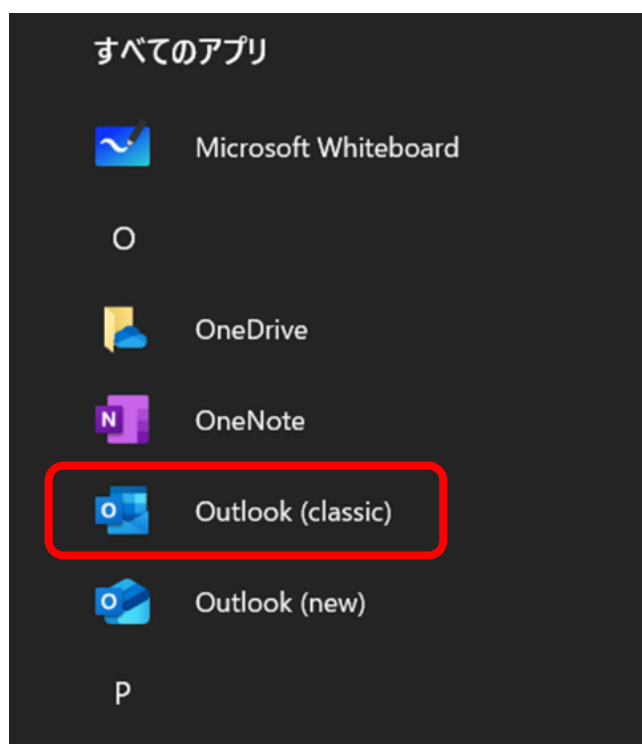 すべてのアプリ
Microsoft Whiteboard
O
OneDrive
N
OneNote
O
Outlook (classic)
O
Outlook (new)
P